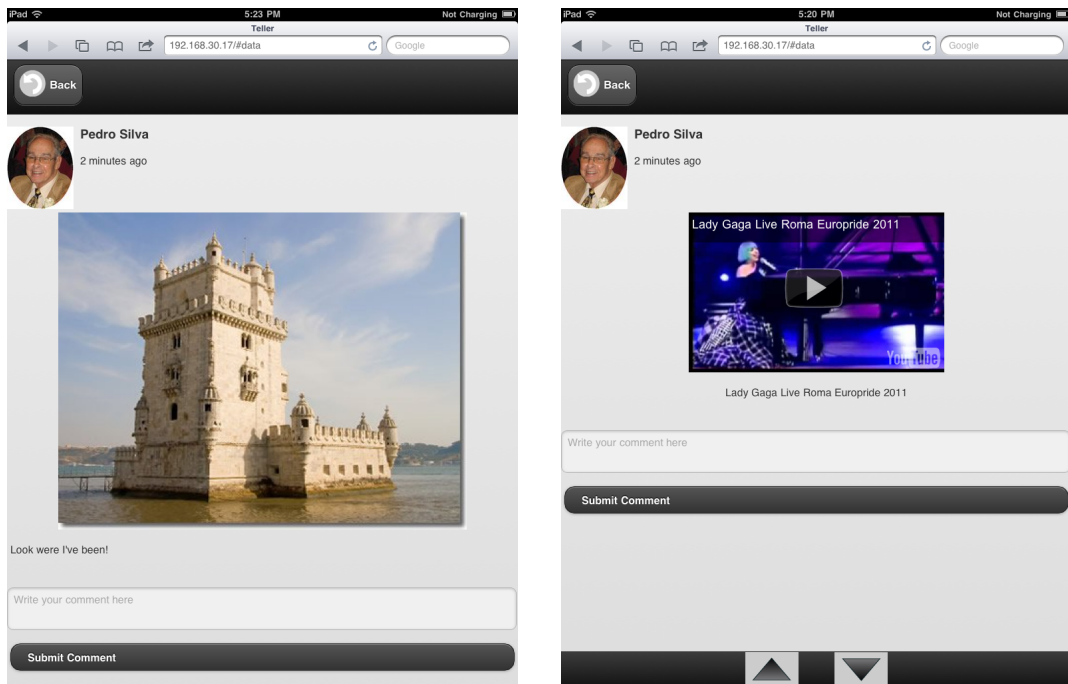 iPad 5:23 PM Not Charging
Teller
192.168.30.17/#data Google
Back
Pedro Silva
2 minutes ago
Look were I've been!
Write your comment here
Submit Comment
iPad 5:20 PM Not Charging
Teller
192.168.30.17/#data Google
Back
Pedro Silva
2 minutes ago
Lady Gaga Live Roma Europride 2011
YouTube
Lady Gaga Live Roma Europride 2011
Write your comment here
Submit Comment